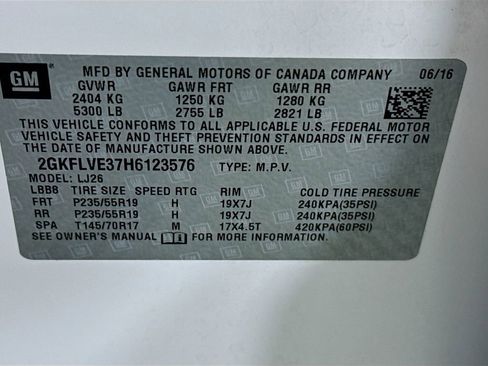 GM MFD BY GENERAL MOTORS OF CANADA COMPANY 06/16
GVWR GAWR FRT GAWR RR
2404 KG 1250 KG 1280 KG
5300 LB 2755 LB 2821 LB
THIS VEHICLE CONFORMS TO ALL APPLICABLE U.S. FEDERAL MOTOR
VEHICLE SAFETY AND THEFT PREVENTION STANDARDS IN EFFECT ON
THE DATE OF MANUFACTURE SHOWN ABOVE.
2GKFLVE37H6123576 TYPE: M.P.V.
MODEL: LJ26
LBB8 TIRE SIZE SPEED RTG RIM COLD TIRE PRESSURE
FRT P235/55R19 H 19X7J 240KPA(35PSI)
RR P235/55R19 H 19X7J 240KPA(35PSI)
SPA T145/70R17 M 17X4.5T 420KPA(60PSI)
SEE OWNER'S MANUAL FOR MORE INFORMATION